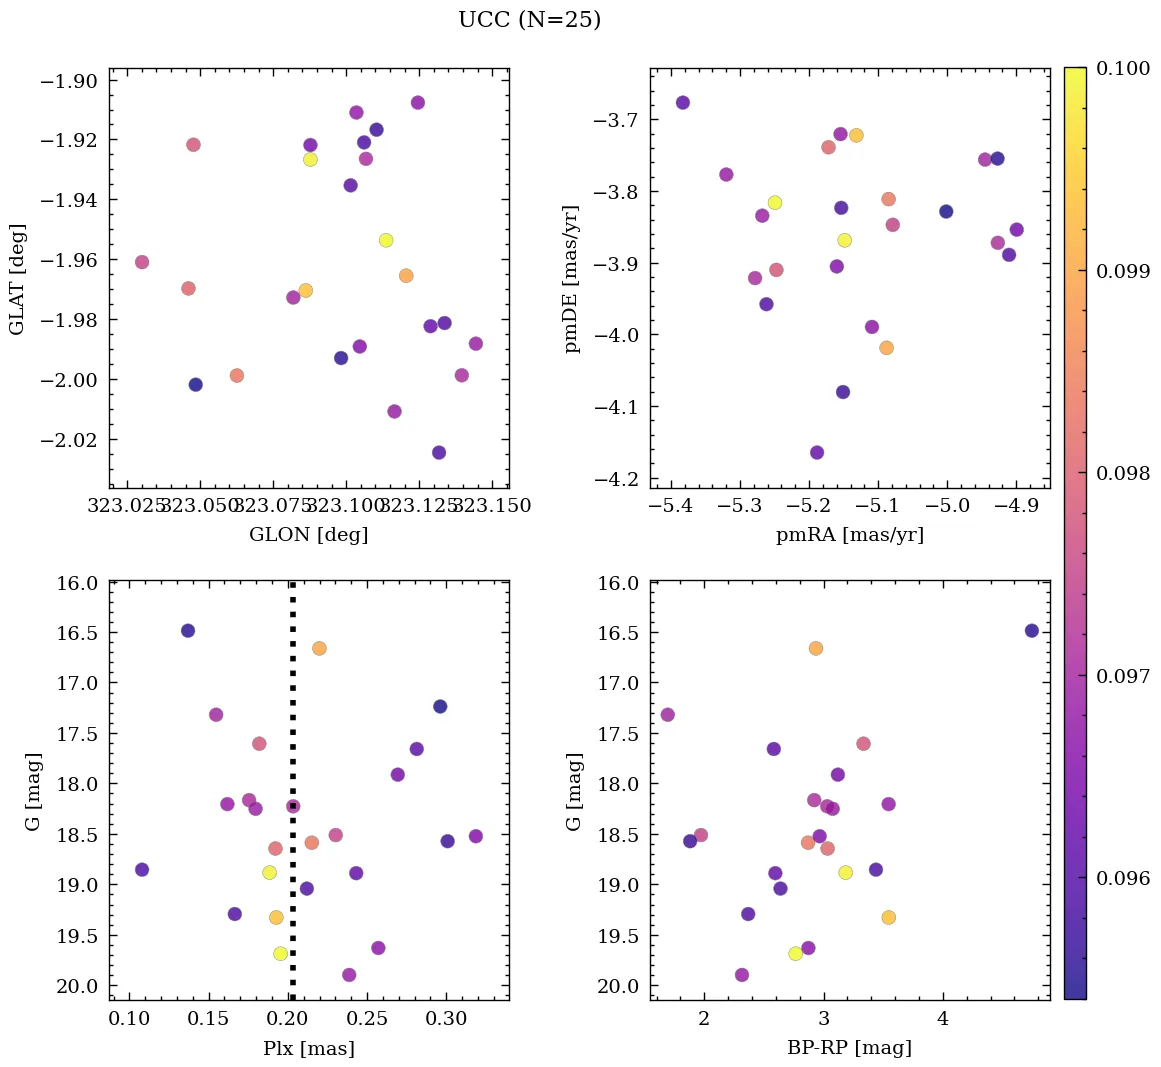 UCC (N=25)
−1.90
−1.92
−1.94
−1.96
−1.98
−2.00
−2.02
GLAT [deg]
323.025 323.050 323.075 323.100 323.125 323.150
GLON [deg]
−3.7
−3.8
−3.9
−4.0
−4.1
−4.2
pmDE [mas/yr]
−5.4 −5.3 −5.2 −5.1 −5.0 −4.9
pmRA [mas/yr]
16.0
16.5
17.0
17.5
18.0
18.5
19.0
19.5
20.0
G [mag]
0.10 0.15 0.20 0.25 0.30
Plx [mas]
16.0
16.5
17.0
17.5
18.0
18.5
19.0
19.5
20.0
G [mag]
2 3 4
BP-RP [mag]
0.100
0.099
0.098
0.097
0.096